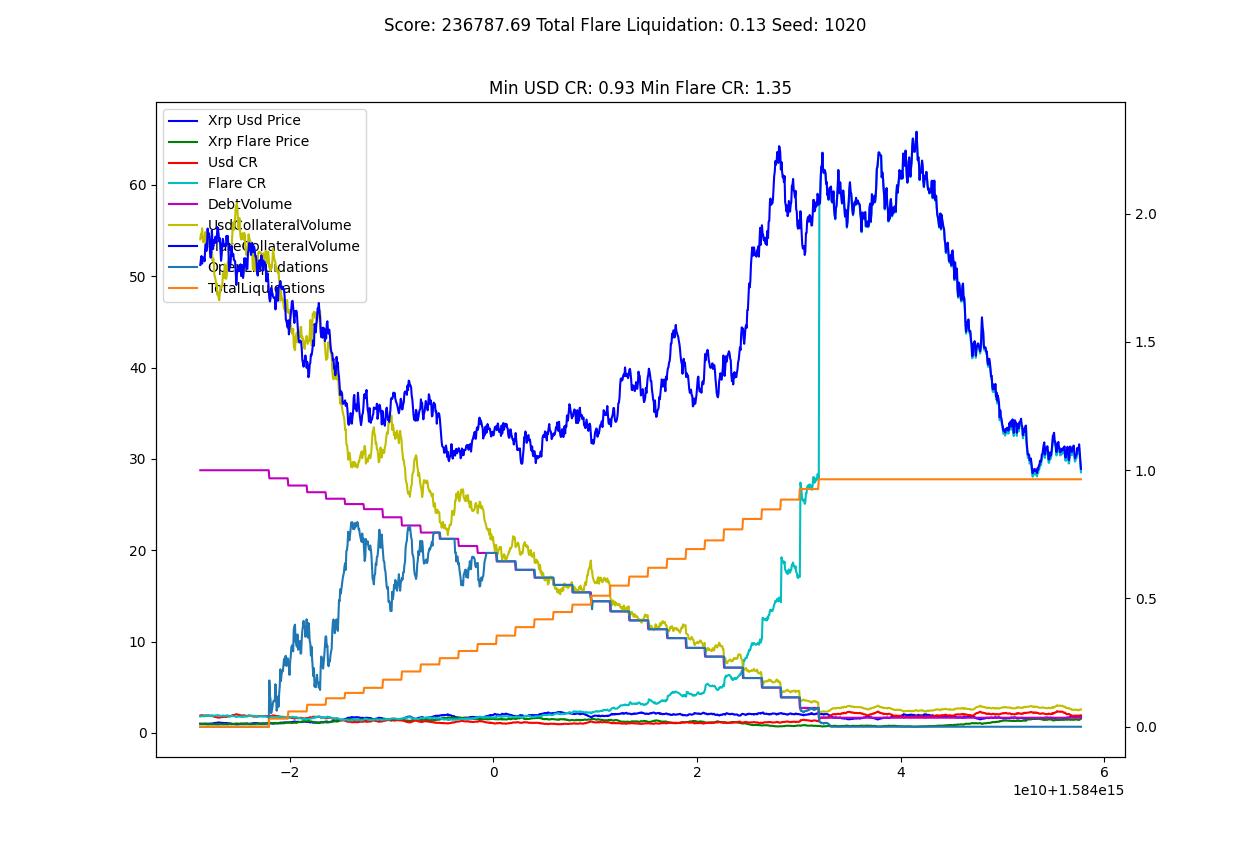 Score: 236787.69 Total Flare Liquidation: 0.13 Seed: 1020
Min USD CR: 0.93 Min Flare CR: 1.35
Xrp Usd Price
Xrp Flare Price
Usd CR
Flare CR
DebtVolume
UsdCollateralVolume
FlareCollateralVolume
OpenLiquidations
TotalLiquidations
60
50
40
30
20
10
0
2.0
1.5
1.0
0.5
0.0
−2
0
2
4
6
1e10+1.584e15